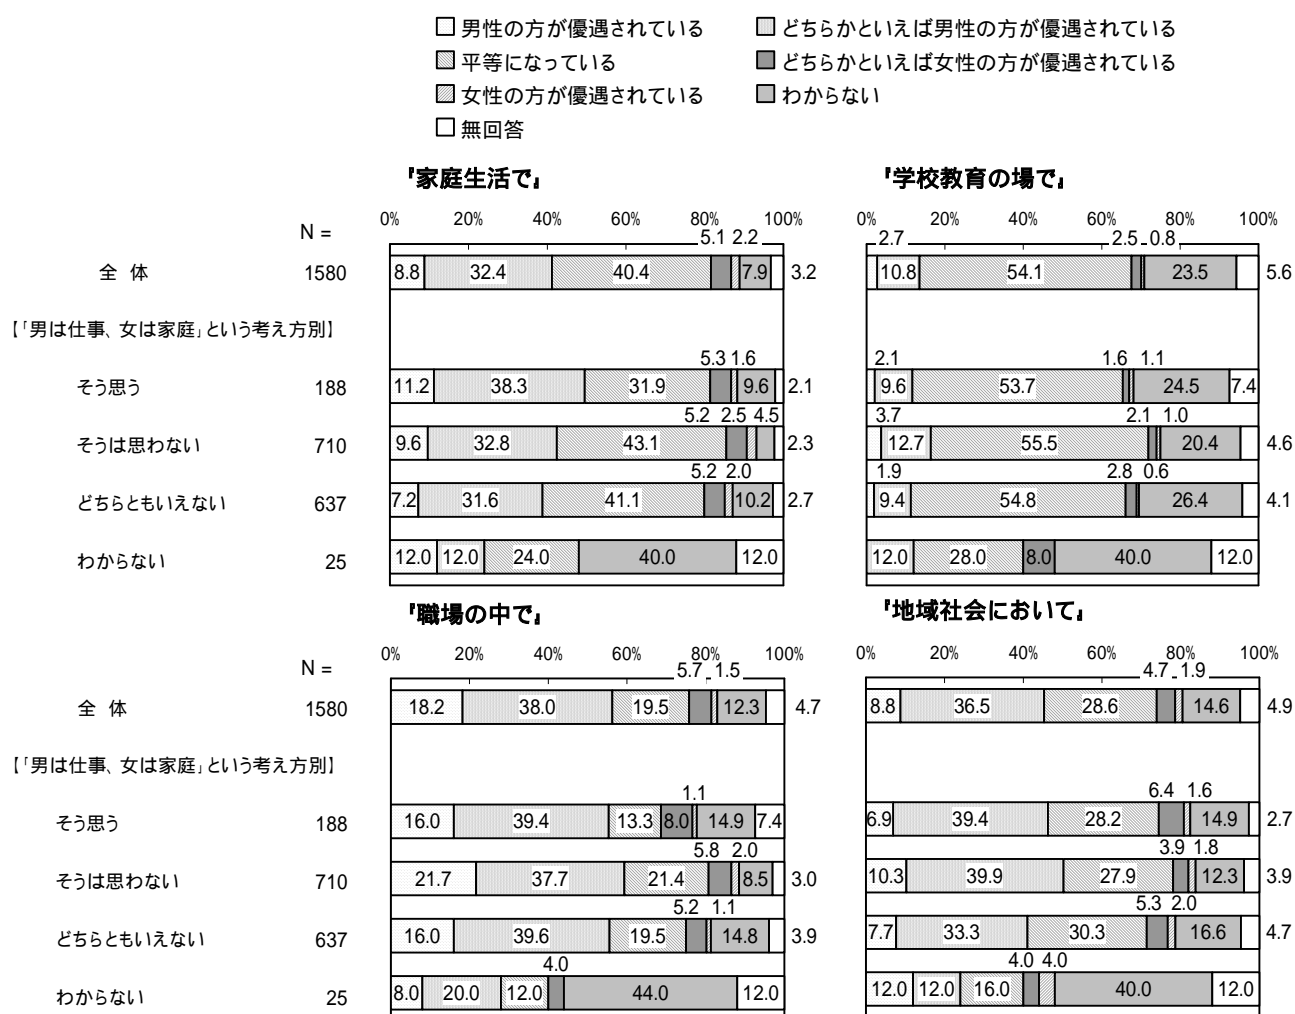 男性の方が優遇されている どちらかといえば男性の方が優遇されている
平等になっている どちらかといえば女性の方が優遇されている
女性の方が優遇されている わからない
無回答
『家庭生活で』 『学校教育の場で』
N = 0% 20% 40% 60% 80% 100% 0% 20% 40% 60% 80% 100%
5.1 2.2 2.7 2.5 0.8
全 体 1580 8.8 32.4 40.4 7.9 3.2 10.8 54.1 23.5 5.6
【「男は仕事、女は家庭」という考え方別】
5.3 1.6 2.1 1.6 1.1
そう思う 188 11.2 38.3 31.9 9.6 2.1 9.6 53.7 24.5 7.4
5.2 2.5 4.5 3.7 2.1 1.0
そうは思わない 710 9.6 32.8 43.1 2.3 12.7 55.5 20.4 4.6
5.2 2.0 1.9 2.8 0.6
どちらともいえない 637 7.2 31.6 41.1 10.2 2.7 9.4 54.8 26.4 4.1
わからない 25 12.0 12.0 24.0 40.0 12.0 12.0 28.0 8.0 40.0 12.0
『職場の中で』 『地域社会において』
N = 0% 20% 40% 60% 80% 100% 0% 20% 40% 60% 80% 100%
5.7 1.5 4.7 1.9
全 体 1580 18.2 38.0 19.5 12.3 4.7 8.8 36.5 28.6 14.6 4.9
【「男は仕事、女は家庭」という考え方別】
1.1 6.4 1.6
そう思う 188 16.0 39.4 13.3 8.0 14.9 7.4 6.9 39.4 28.2 14.9 2.7
5.8 2.0 3.9 1.8
そうは思わない 710 21.7 37.7 21.4 8.5 3.0 10.3 39.9 27.9 12.3 3.9
5.2 1.1 5.3 2.0
どちらともいえない 637 16.0 39.6 19.5 14.8 3.9 7.7 33.3 30.3 16.6 4.7
4.0 4.0 4.0
わからない 25 8.0 20.0 12.0 44.0 12.0 12.0 12.0 16.0 40.0 12.0